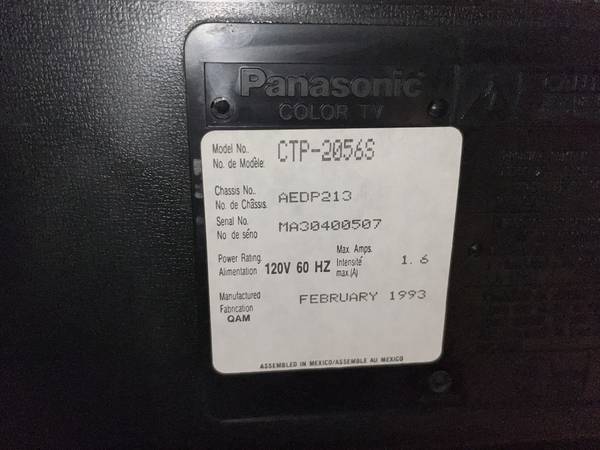 Panasonic
COLOR TV
Model No.
No. de Modèle: CTP-2056S
Chassis No..
No. de Châssis. AEDP213
Serial No.
No de séno MA30400507
Power Rating. Max. Amps.
Alimentation 120V 60 HZ Intensité 1.6
max.(A)
Manufactured
Fabrication FEBRUARY 1993
QAM
ASSEMBLED IN MEXICO/ASSEMBLE AU MEXICO